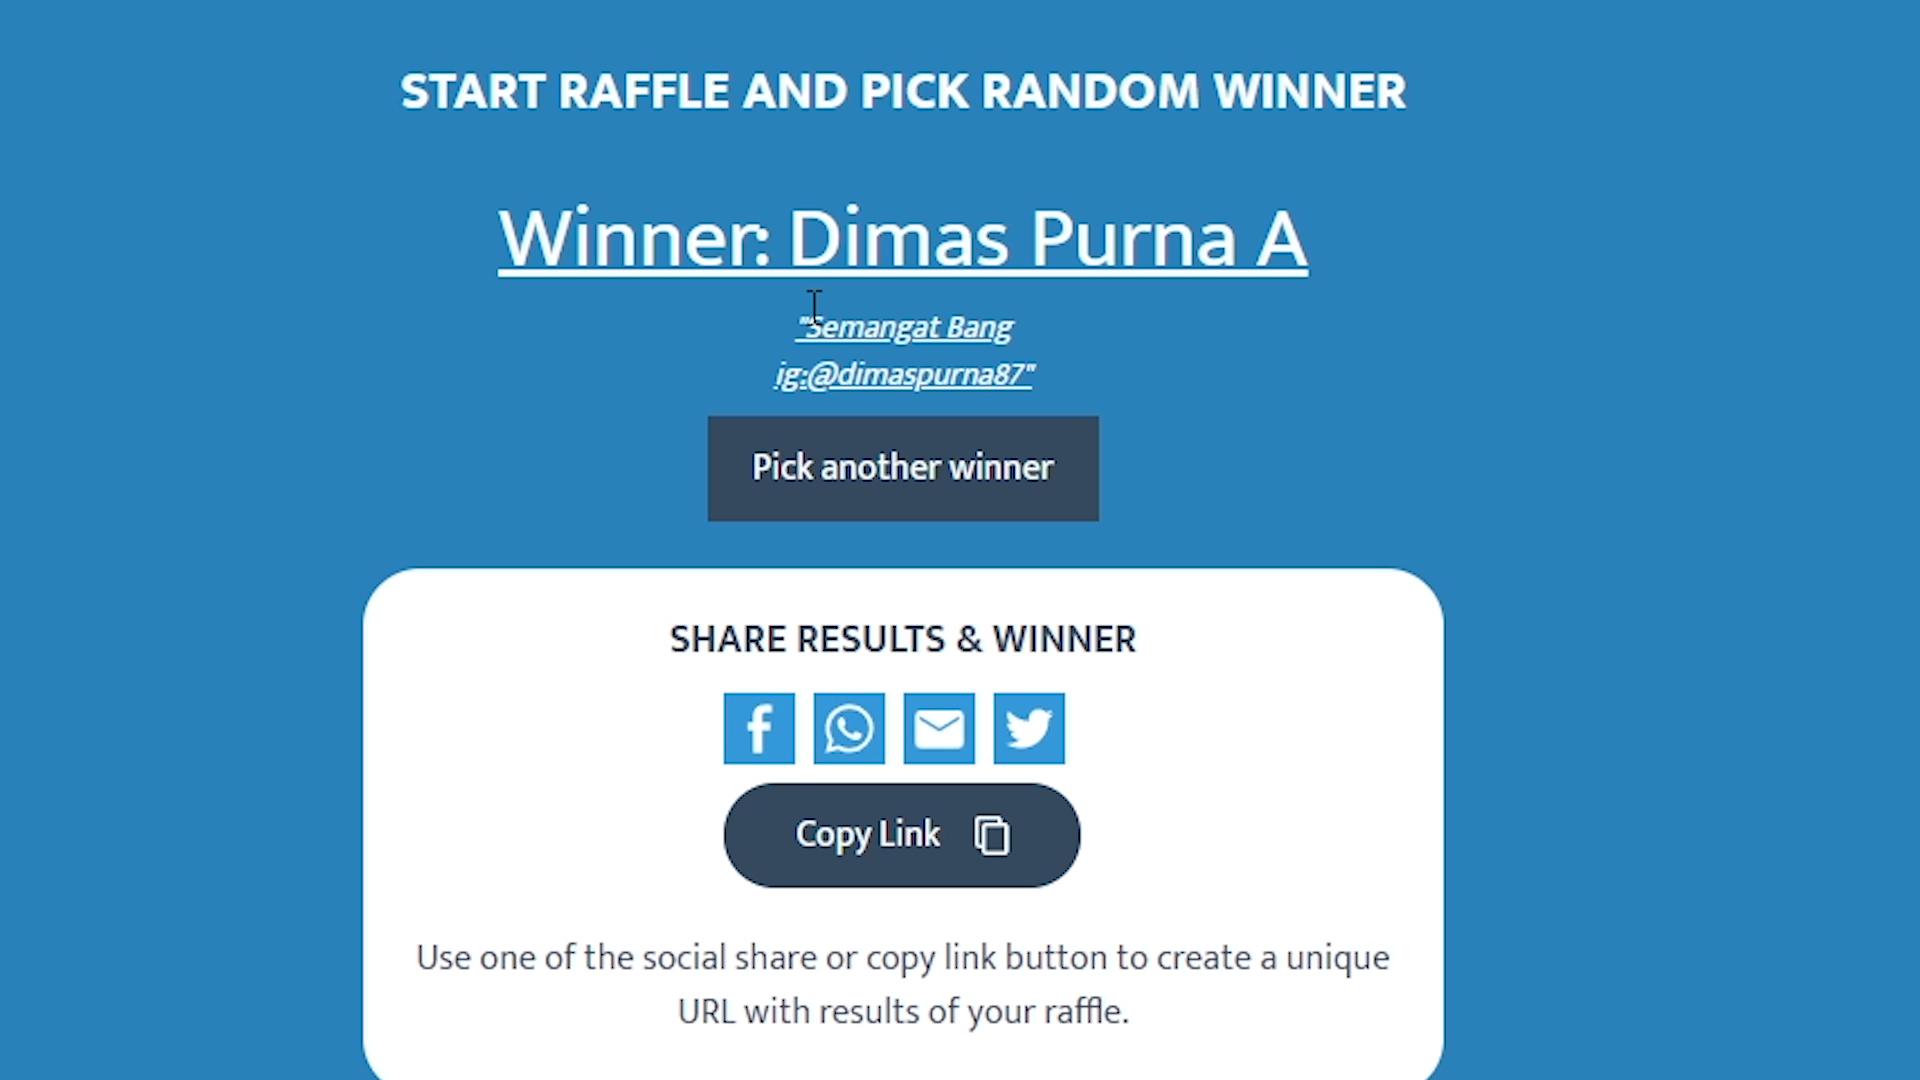 START RAFFLE AND PICK RANDOM WINNER
Winner: Dimas Purna A
"Semangat Bang
ig:@dimaspurna87"
Pick another winner
SHARE RESULTS & WINNER
Copy Link
Use one of the social share or copy link button to create a unique
URL with results of your raffle.